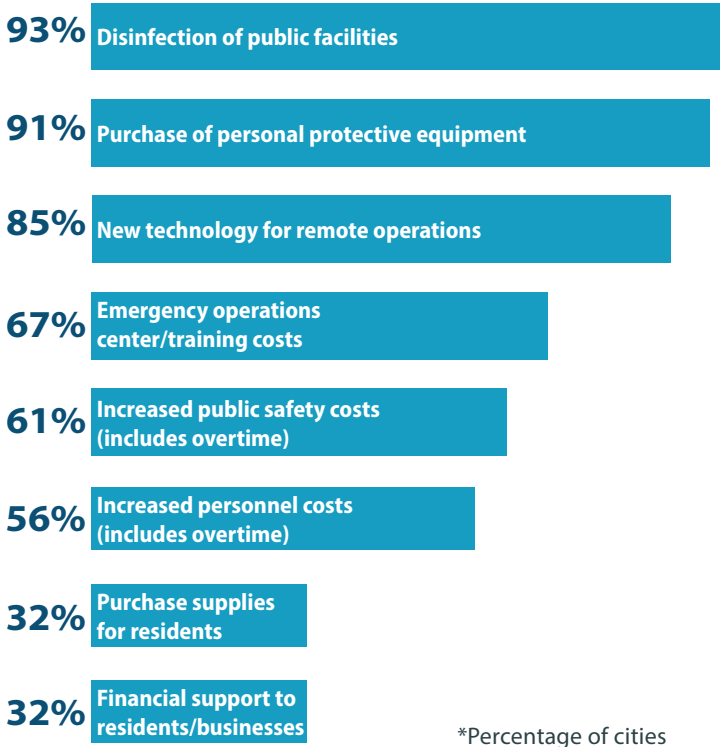 93% Disinfection of public facilities
91% Purchase of personal protective equipment
85% New technology for remote operations
67% Emergency operations
center/training costs
61% Increased public safety costs
(includes overtime)
56% Increased personnel costs
(includes overtime)
32% Purchase supplies
for residents
32% Financial support to
residents/businesses
*Percentage of cities